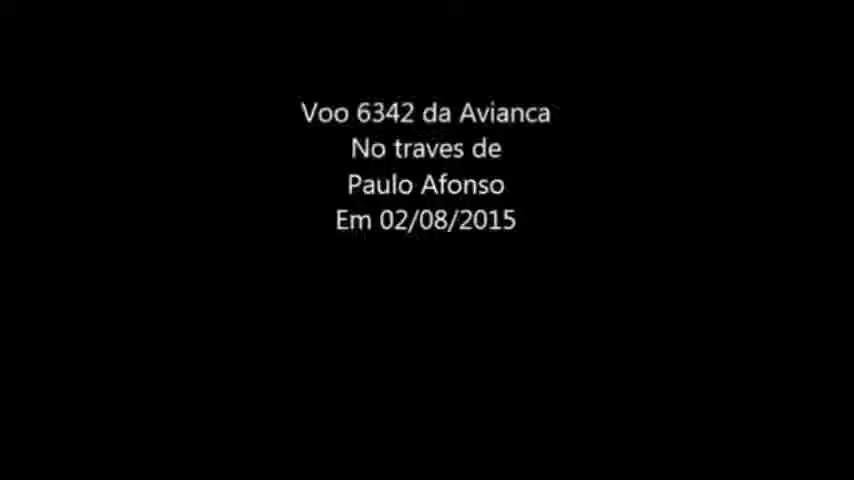 Voo 6342 da Avianca
No traves de
Paulo Afonso
Em 02/08/2015